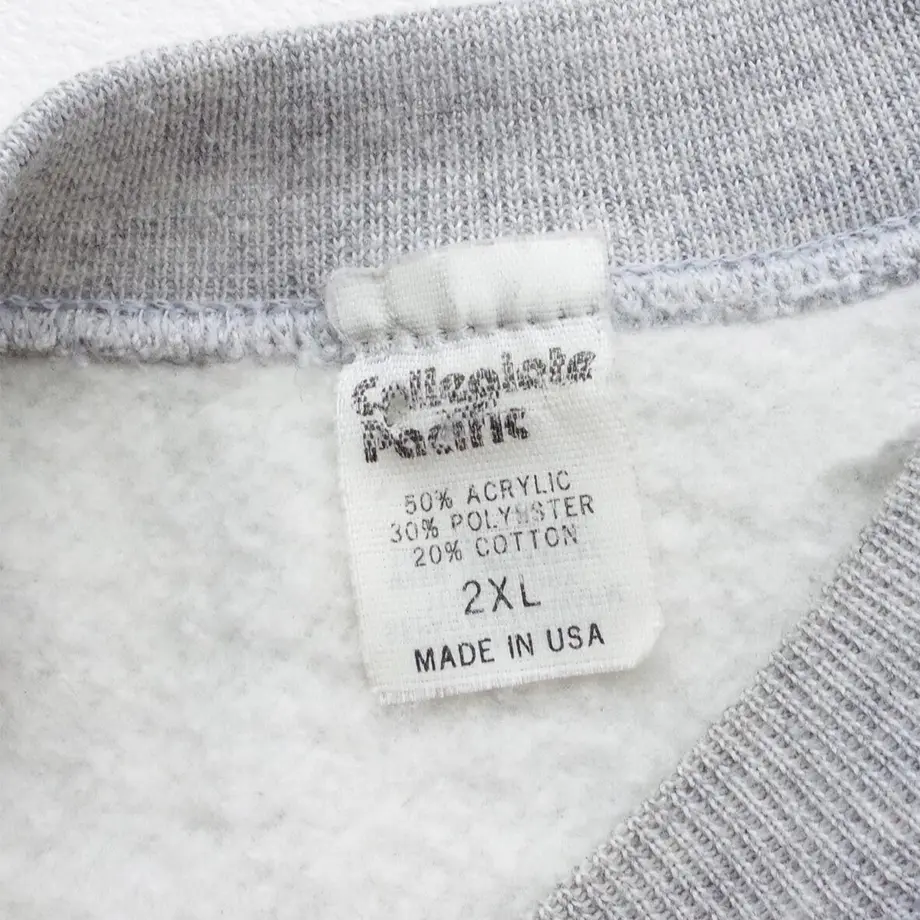 Collegiate
Pacific
50% ACRYLIC
30% POLYESTER
20% COTTON
2XL
MADE IN USA